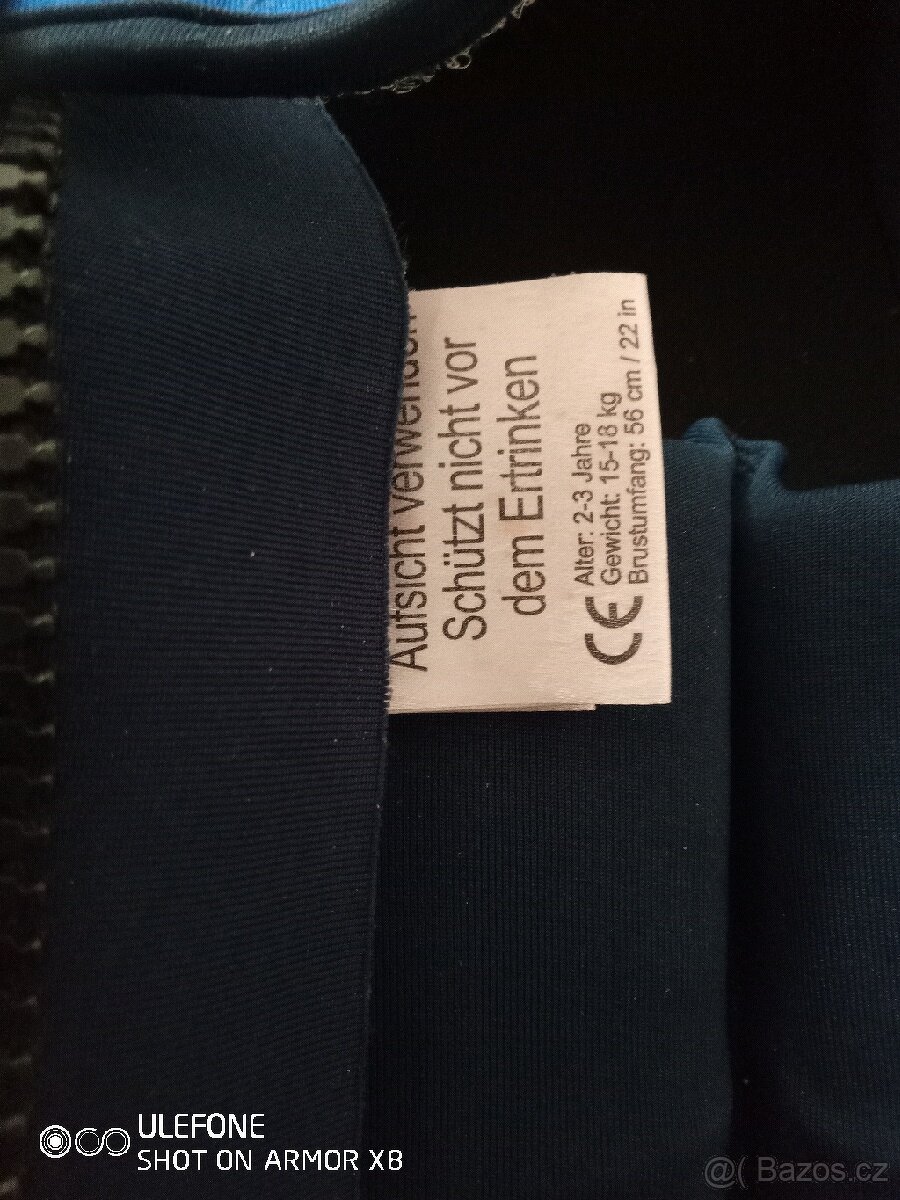 Aufsicht verwenden
Schützt nicht vor
dem Ertrinken
CE
Alter: 2-3 Jahre
Gewicht: 15-18 kg
Brustumfang: 56 cm / 22 in
ULEFONE
SHOT ON ARMOR X8
@( Bazos.cz